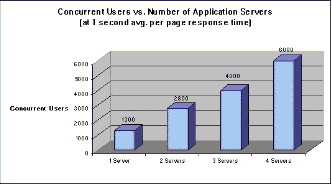 Concurrent Users vs. Number of Application Servers
(at 1 second avg. per page response time)
6000
6000
5000
4000
4000
3000
2800
2000
1000
1000
0
Concurrent Users
1 Server
2 Servers
3 Servers
4 Servers